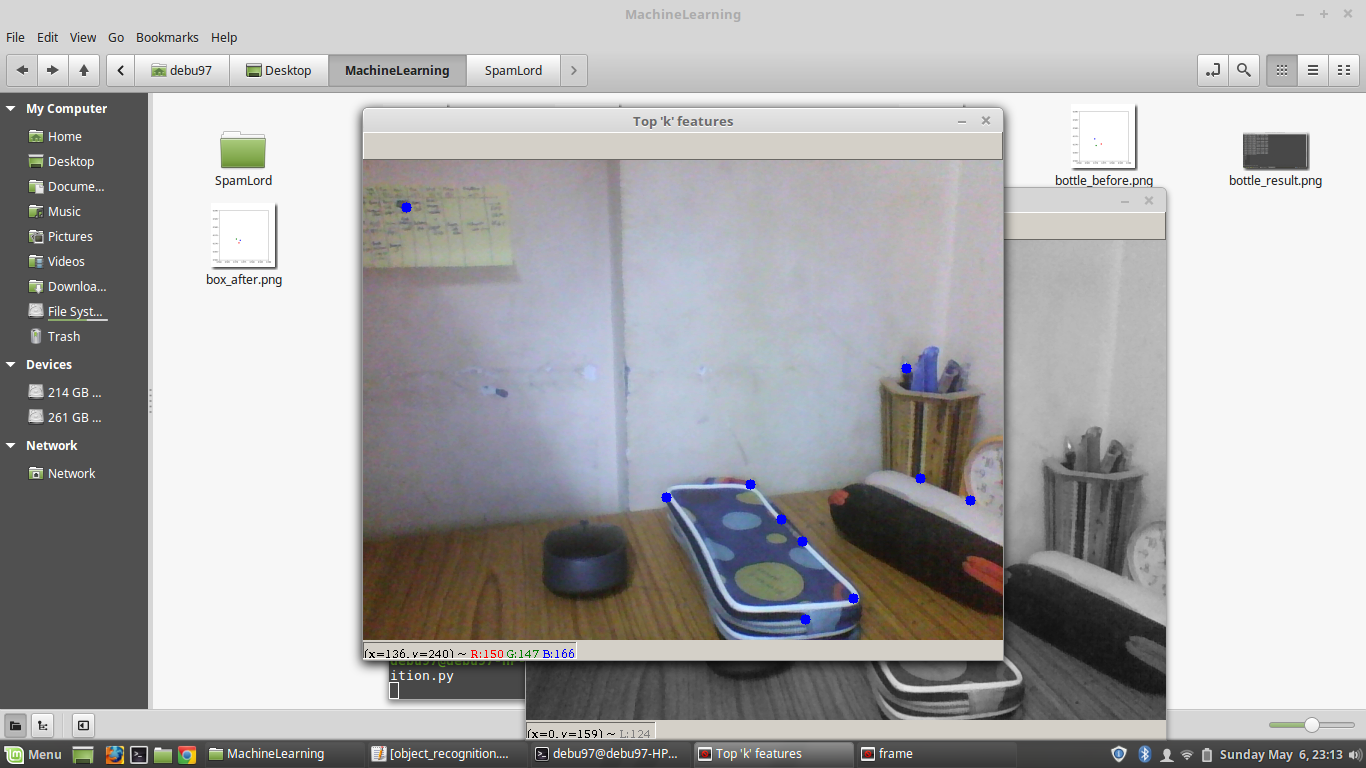 MachineLearning
File Edit View Go Bookmarks Help
debu97 Desktop MachineLearning SpamLord
My Computer
Home
Desktop
Docume...
Music
Pictures
Videos
Downloa...
File Syst...
Trash
Devices
214 GB ...
261 GB ...
Network
Network
SpamLord
bottle_before.png
bottle_result.png
box_after.png
Top 'k' features
(x=136, y=240) ~ R:150 G:147 B:166
ition.py
(x=0, y=159) ~ L:124
Menu MachineLearning [object_recognition.... debu97@debu97-HP... Top 'k' features frame Sunday May 6, 23:13